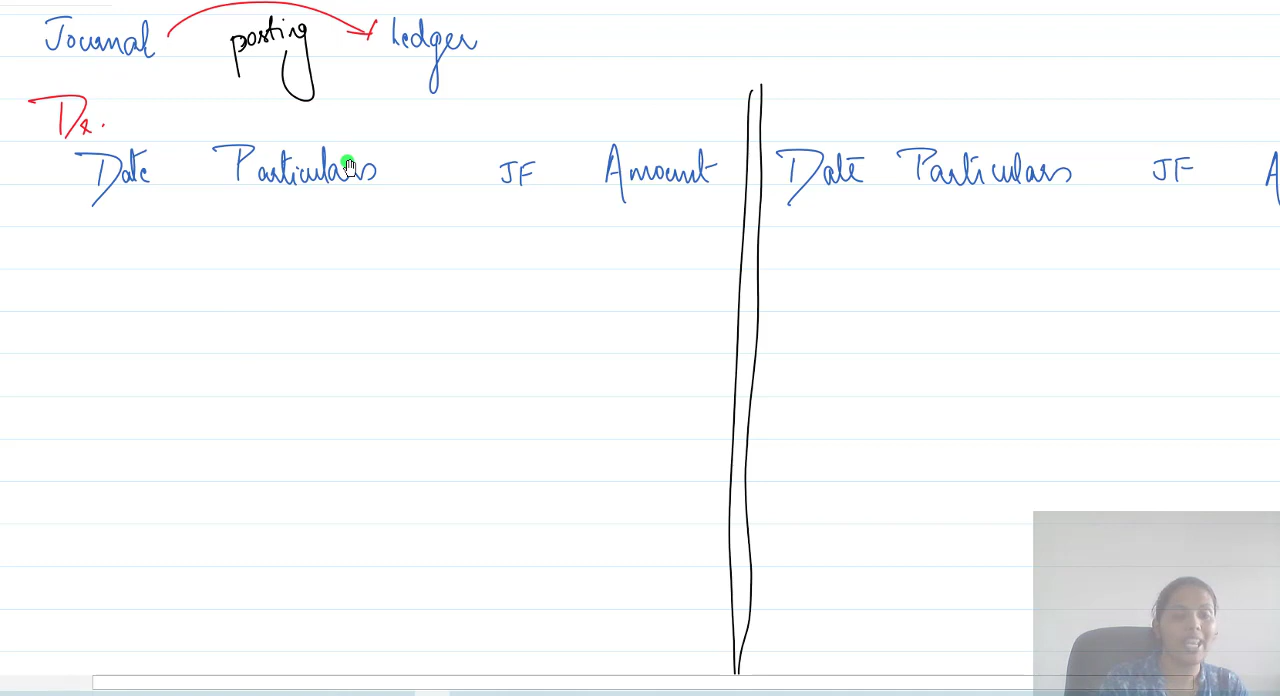 Journal posting Ledger
Dr.
Date Particulars JF Amount Date Particulars JF A